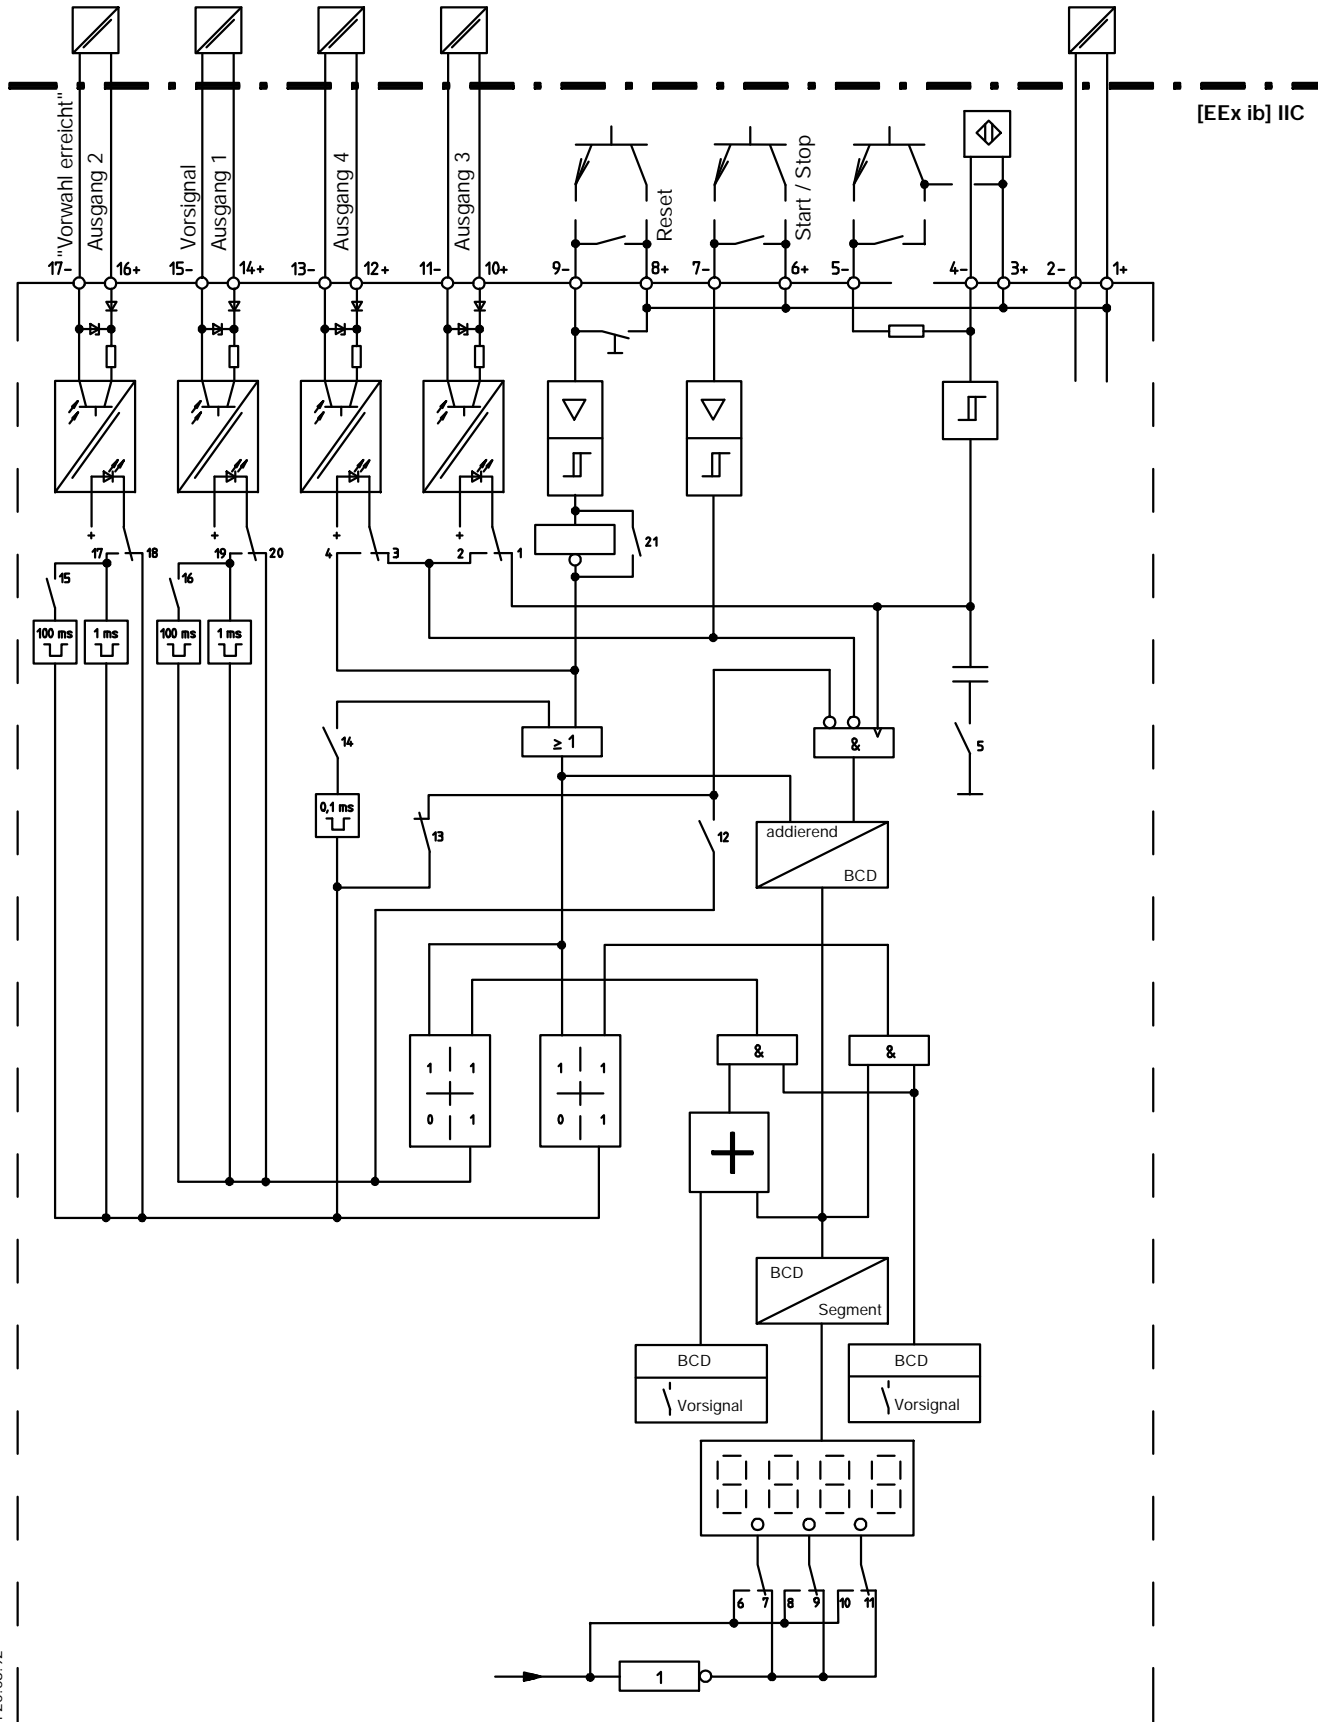 [EEx ib] IIC
"Vorwahl erreicht"
Ausgang 2
Vorsignal
Ausgang 1
Ausgang 4
Ausgang 3
Reset
Start / Stop
17- 16+ 15- 14+ 13- 12+ 11- 10+ 9- 8+ 7- 6+ 5- 4- 3+ 2- 1+
+ + + +
17 18 19 20 4 3 2 1 21
15 16
100 ms 1 ms 100 ms 1 ms
14 ≥ 1 & 5
0,1 ms
13 12
addierend
BCD
& &
1 1 1 1
0 1 0 1
BCD
Segment
BCD BCD
Vorsignal Vorsignal
6 7 8 9 10 11
1